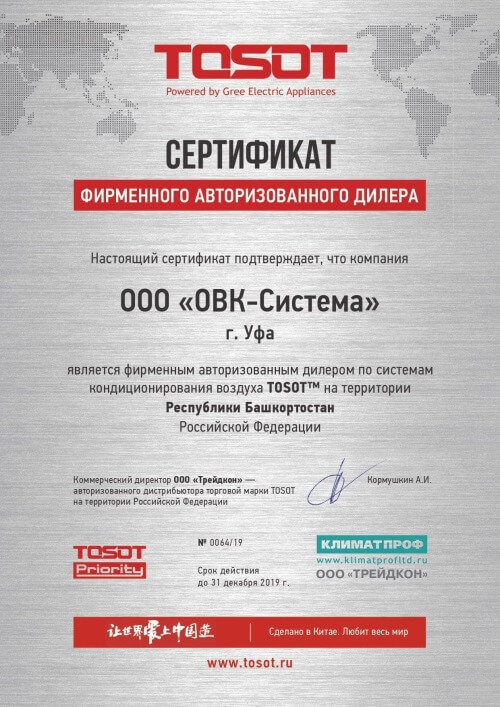 TOSOT
Powered by Gree Electric Appliances
СЕРТИФИКАТ
ФИРМЕННОГО АВТОРИЗОВАННОГО ДИЛЕРА
Настоящий сертификат подтверждает, что компания
ООО «ОВК-Система»
г. Уфа
является фирменным авторизованным дилером по системам
кондиционирования воздуха TOSOT™ на территории
Республики Башкортостан
Российской Федерации
Коммерческий директор ООО «Трейдкон» —
авторизованного дистрибьютора торговой марки TOSOT
на территории Российской Федерации
Кормушкин А.И.
TOSOT
Priority
№ 0064/19
Срок действия
до 31 декабря 2019 г.
КЛИМАТПРОФ
www.klimatprofltd.ru
ООО «ТРЕЙДКОН»
让世界爱上中国造
Сделано в Китае. Любит весь мир
www.tosot.ru